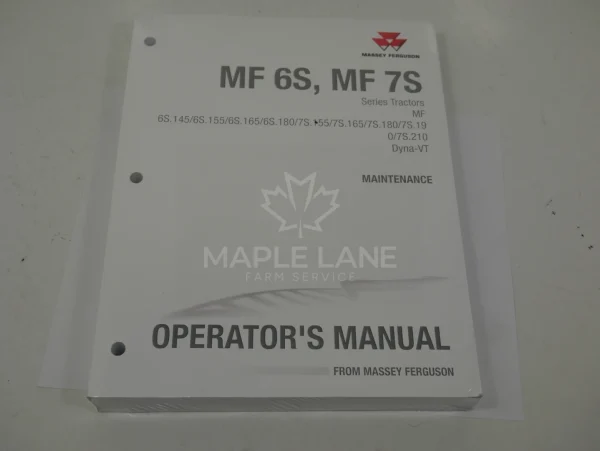 MASSEY FERGUSON
MF 6S, MF 7S
Series Tractors
MF
6S.145/6S.155/6S.165/6S.180/7S.155/7S.165/7S.180/7S.19
0/7S.210
Dyna-VT
MAINTENANCE
MAPLE LANE
FARM SERVICE
OPERATOR'S MANUAL
FROM MASSEY FERGUSON